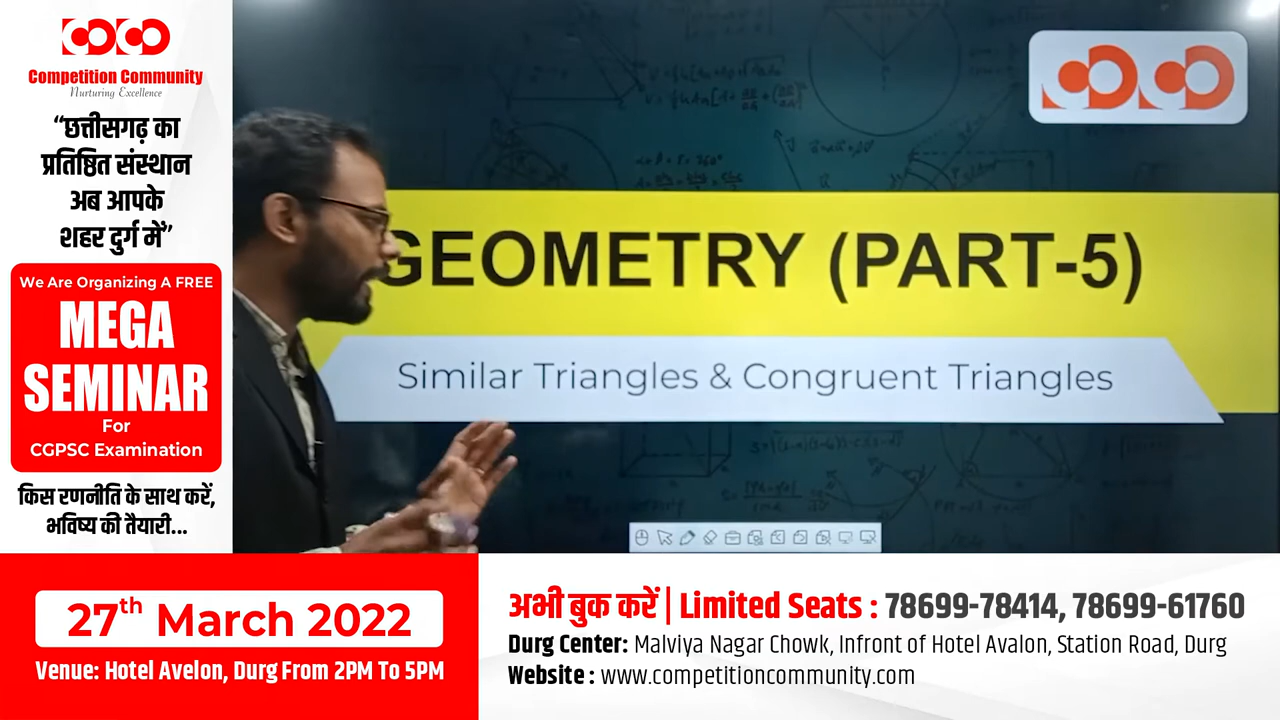 COCO
Competition Community
Nurturing Excellence
“छत्तीसगढ़ का
प्रतिष्ठित संस्थान
अब आपके
शहर दुर्ग में”
We Are Organizing A FREE
MEGA
SEMINAR
For
CGPSC Examination
किस रणनीति के साथ करें,
भविष्य की तैयारी...
COCO
GEOMETRY (PART-5)
Similar Triangles & Congruent Triangles
27th March 2022
Venue: Hotel Avelon, Durg From 2PM To 5PM
अभी बुक करें | Limited Seats : 78699-78414, 78699-61760
Durg Center: Malviya Nagar Chowk, Infront of Hotel Avalon, Station Road, Durg
Website : www.competitioncommunity.com